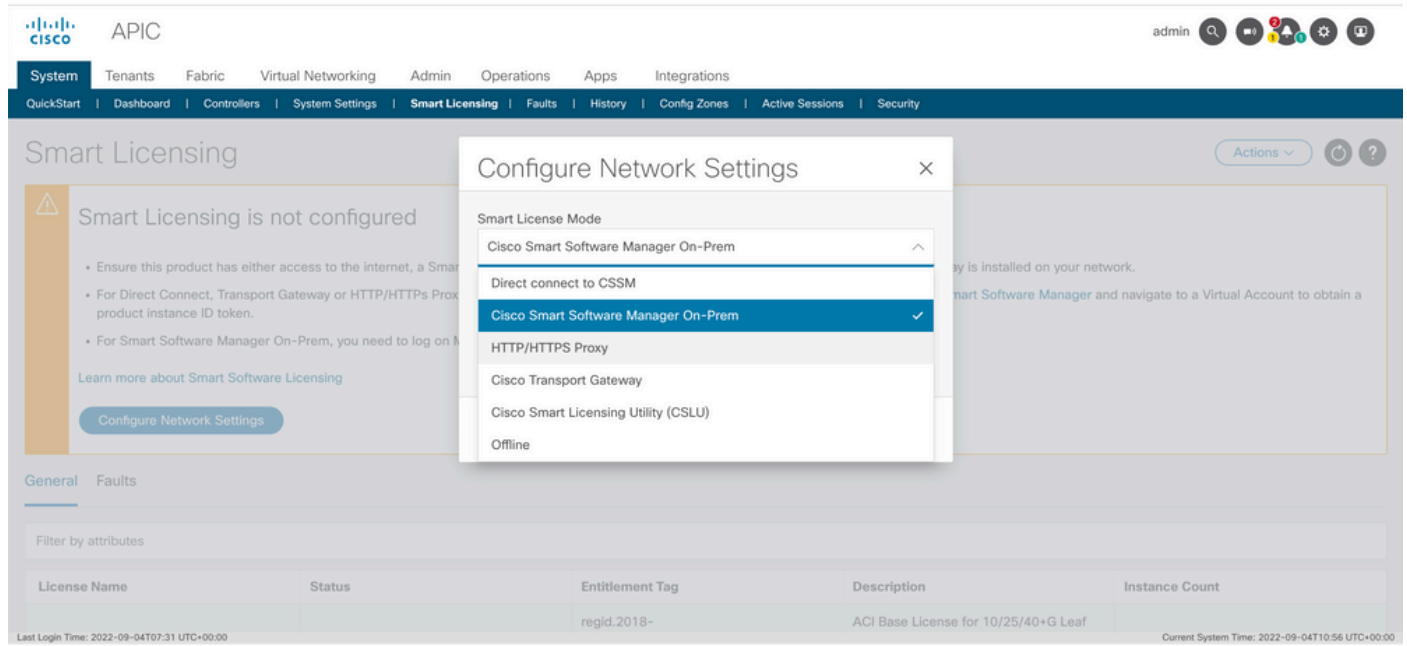 CISCO APIC admin 2 1 1
System Tenants Fabric Virtual Networking Admin Operations Apps Integrations
QuickStart | Dashboard | Controllers | System Settings | Smart Licensing | Faults | History | Config Zones | Active Sessions | Security
Smart Licensing
Actions
?
Configure Network Settings
Smart License Mode
Cisco Smart Software Manager On-Prem
Direct connect to CSSM
Cisco Smart Software Manager On-Prem
HTTP/HTTPS Proxy
Cisco Transport Gateway
Cisco Smart Licensing Utility (CSLU)
Offline
Smart Licensing is not configured
• Ensure this product has either access to the internet, a Smar
ay is installed on your network.
• For Direct Connect, Transport Gateway or HTTP/HTTPs Prox
mart Software Manager and navigate to a Virtual Account to obtain a
product instance ID token.
• For Smart Software Manager On-Prem, you need to log on
Learn more about Smart Software Licensing
Configure Network Settings
General Faults
Filter by attributes
License Name Status Entitlement Tag Description Instance Count
regid.2018- ACI Base License for 10/25/40+G Leaf
Last Login Time: 2022-09-04T07:31 UTC+00:00
Current System Time: 2022-09-04T10:56 UTC+00:00